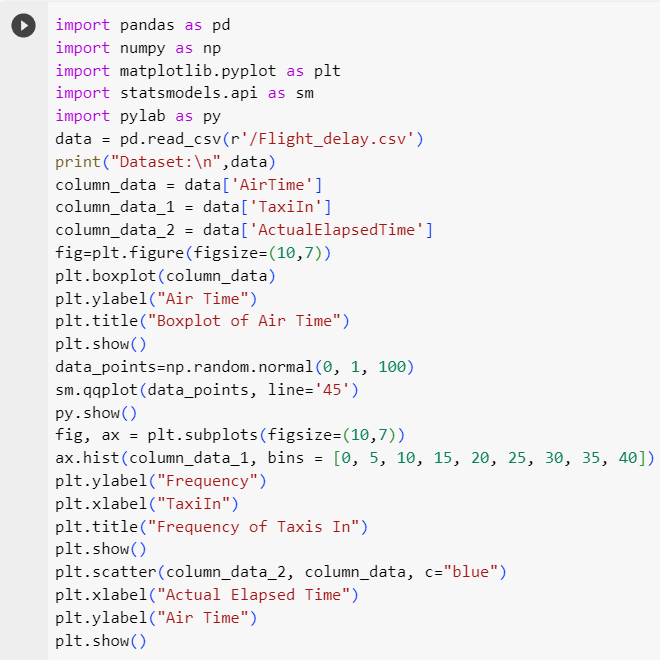 import pandas as pd
import numpy as np
import matplotlib.pyplot as plt
import statsmodels.api as sm
import pylab as py
data = pd.read_csv(r'/Flight_delay.csv')
print("Dataset:\n",data)
column_data = data['AirTime']
column_data_1 = data['TaxiIn']
column_data_2 = data['ActualElapsedTime']
fig=plt.figure(figsize=(10,7))
plt.boxplot(column_data)
plt.ylabel("Air Time")
plt.title("Boxplot of Air Time")
plt.show()
data_points=np.random.normal(0, 1, 100)
sm.qqplot(data_points, line='45')
py.show()
fig, ax = plt.subplots(figsize=(10,7))
ax.hist(column_data_1, bins = [0, 5, 10, 15, 20, 25, 30, 35, 40])
plt.ylabel("Frequency")
plt.xlabel("TaxiIn")
plt.title("Frequency of Taxis In")
plt.show()
plt.scatter(column_data_2, column_data, c="blue")
plt.xlabel("Actual Elapsed Time")
plt.ylabel("Air Time")
plt.show()